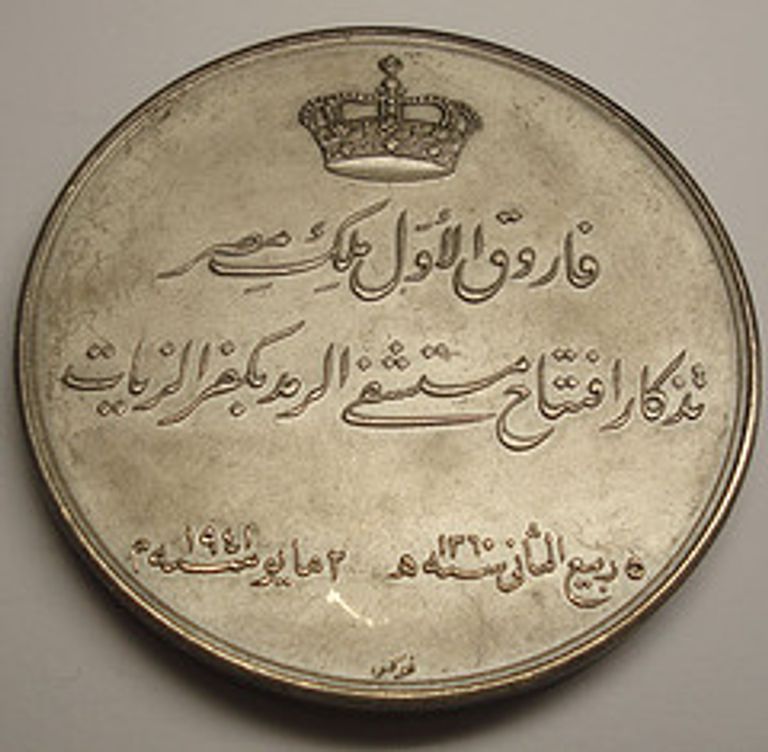 فاروق الأول ملك مصر
تذكار افتتاح مستشفى الرمد بكفر الزيات
٥ ربيع الثانى سنة ١٣٦٠ هـ ٢ مايو سنة ١٩٤١ م